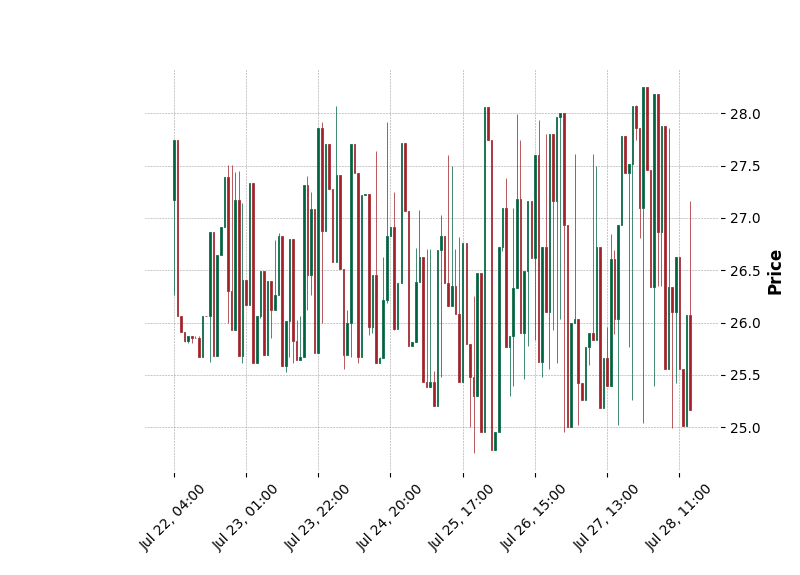 28.0
27.5
27.0
26.5
26.0
25.5
25.0
Price
Jul 22, 04:00
Jul 23, 01:00
Jul 23, 22:00
Jul 24, 20:00
Jul 25, 17:00
Jul 26, 15:00
Jul 27, 13:00
Jul 28, 11:00